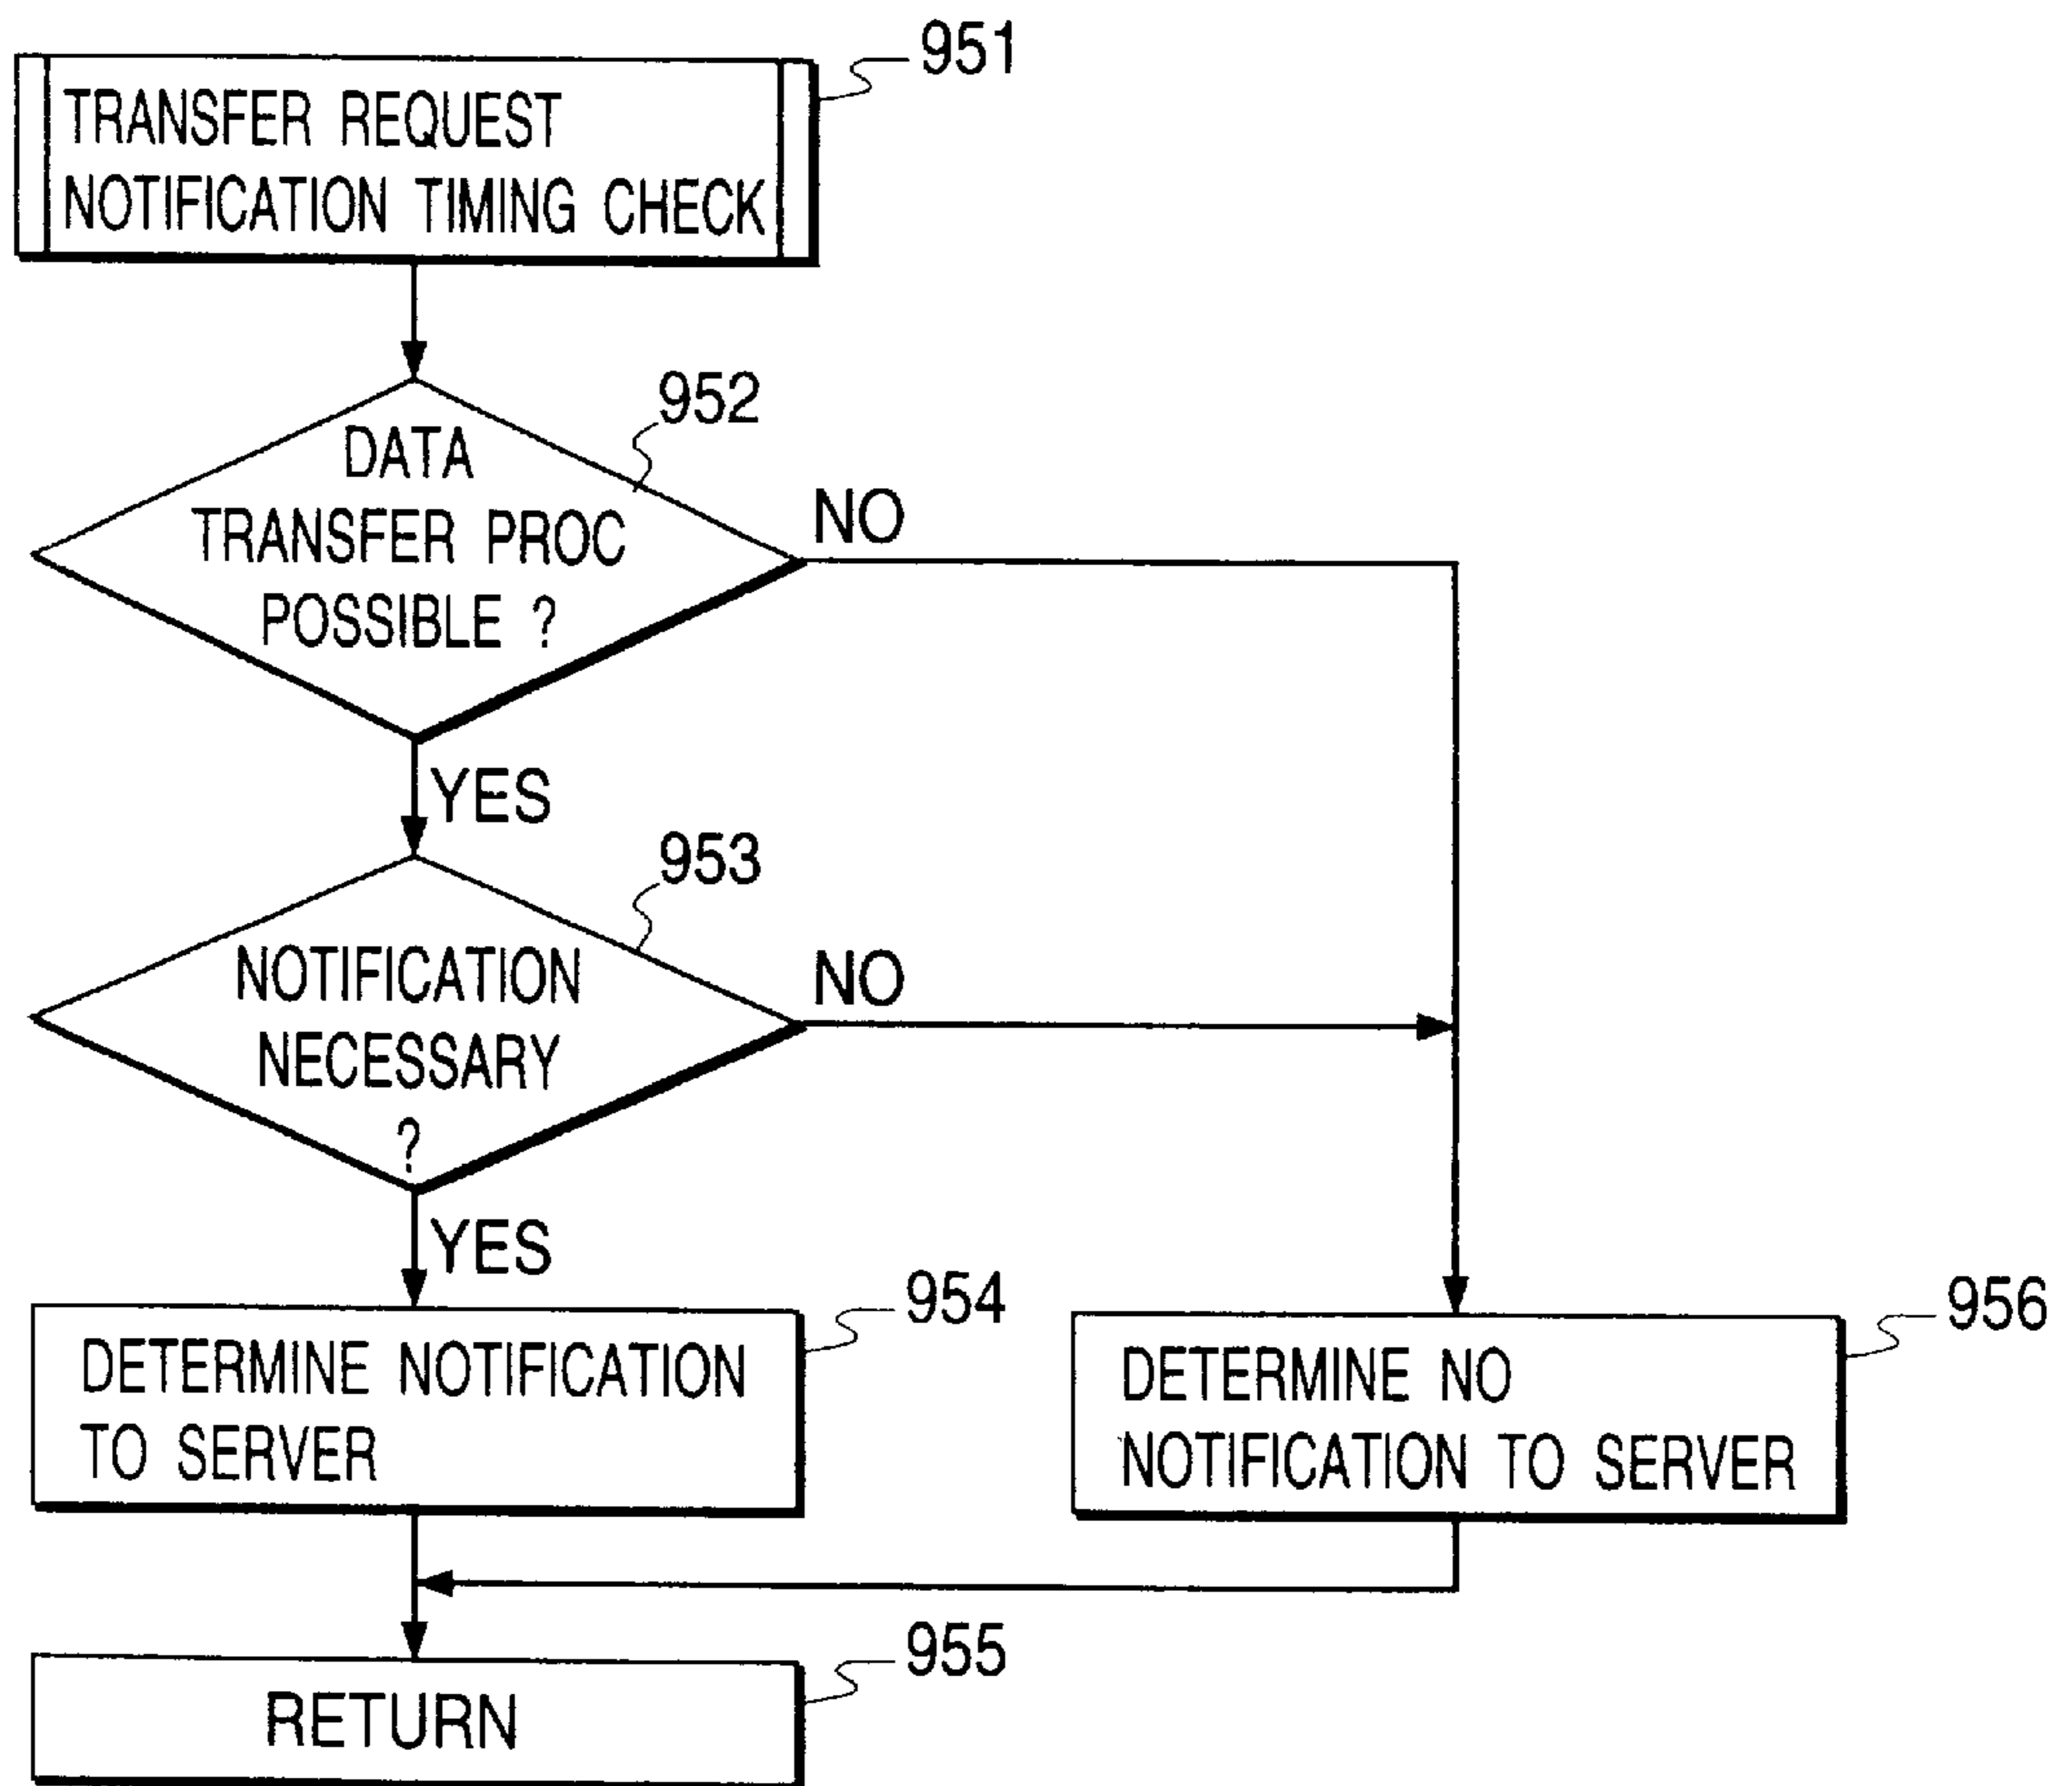 951
TRANSFER REQUEST
NOTIFICATION TIMING CHECK
952
DATA
TRANSFER PROC
POSSIBLE ?
NO
YES
953
NOTIFICATION
NECESSARY
?
NO
YES
954
DETERMINE NOTIFICATION
TO SERVER
956
DETERMINE NO
NOTIFICATION TO SERVER
955
RETURN